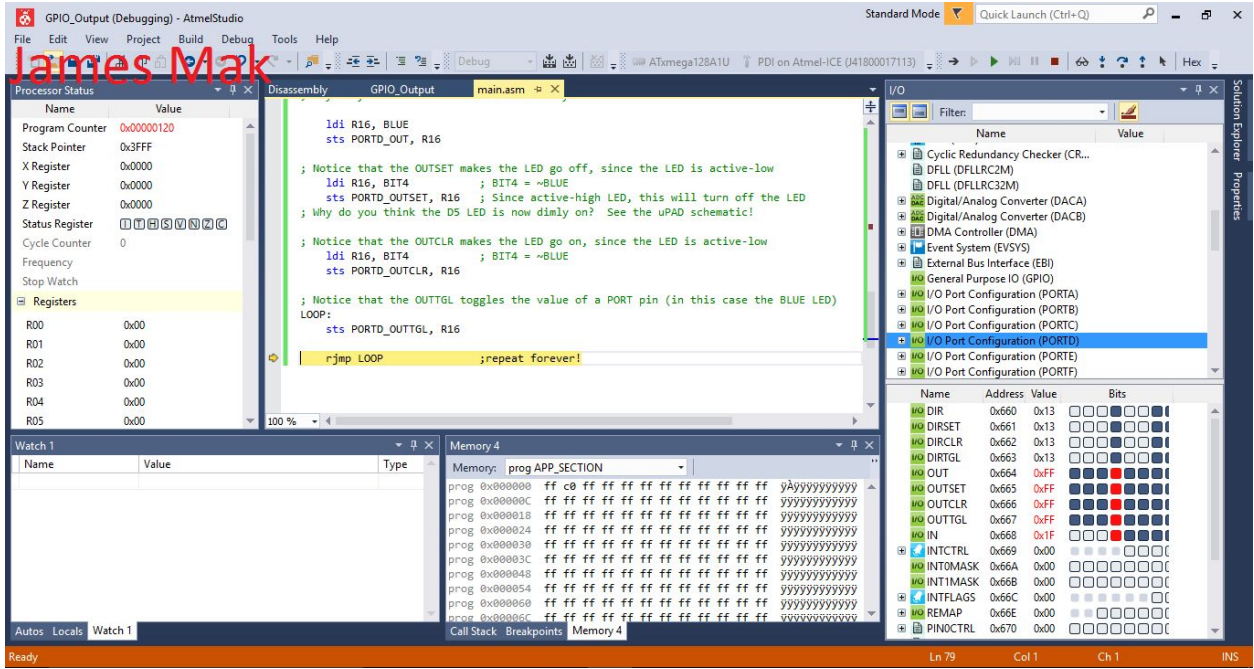 GPIO_Output (Debugging) - AtmelStudio
Standard Mode
Quick Launch (Ctrl+Q)
File Edit View Project Build Debug Tools Help
James Mak
Debug
ATxmega128A1U
PDI on Atmel-ICE (J41800017113)
Hex
Processor Status
Name Value
Program Counter 0x00000120
Stack Pointer 0x3FFF
X Register 0x0000
Y Register 0x0000
Z Register 0x0000
Status Register I T H S V N Z C
Cycle Counter 0
Frequency
Stop Watch
Registers
R00 0x00
R01 0x00
R02 0x00
R03 0x00
R04 0x00
R05 0x00
Disassembly GPIO_Output main.asm
ldi R16, BLUE
sts PORTD_OUT, R16
; Notice that the OUTSET makes the LED go off, since the LED is active-low
ldi R16, BIT4 ; BIT4 = ~BLUE
sts PORTD_OUTSET, R16 ; Since active-high LED, this will turn off the LED
; Why do you think the D5 LED is now dimly on? See the uPAD schematic!
; Notice that the OUTCLR makes the LED go on, since the LED is active-low
ldi R16, BIT4 ; BIT4 = ~BLUE
sts PORTD_OUTCLR, R16
; Notice that the OUTTGL toggles the value of a PORT pin (in this case the BLUE LED)
LOOP:
sts PORTD_OUTTGL, R16
rjmp LOOP ;repeat forever!
100 %
I/O
Filter:
Name Value
Cyclic Redundancy Checker (CR...
DFLL (DFLLRC2M)
DFLL (DFLLRC32M)
Digital/Analog Converter (DACA)
Digital/Analog Converter (DACB)
DMA Controller (DMA)
Event System (EVSYS)
External Bus Interface (EBI)
General Purpose IO (GPIO)
I/O Port Configuration (PORTA)
I/O Port Configuration (PORTB)
I/O Port Configuration (PORTC)
I/O Port Configuration (PORTD)
I/O Port Configuration (PORTE)
I/O Port Configuration (PORTF)
Name Address Value Bits
DIR 0x660 0x13
DIRSET 0x661 0x13
DIRCLR 0x662 0x13
DIRTGL 0x663 0x13
OUT 0x664 0xFF
OUTSET 0x665 0xFF
OUTCLR 0x666 0xFF
OUTTGL 0x667 0xFF
IN 0x668 0x1F
INTCTRL 0x669 0x00
INT0MASK 0x66A 0x00
INT1MASK 0x66B 0x00
INTFLAGS 0x66C 0x00
REMAP 0x66E 0x00
PIN0CTRL 0x670 0x00
Solution Explorer
Properties
Watch 1
Name Value Type
Autos Locals Watch 1
Memory 4
Memory: prog APP_SECTION
prog 0x000000 ff c0 ff ff ff ff ff ff ff ff ff ff ÿÀÿÿÿÿÿÿÿÿÿÿ
prog 0x00000C ff ff ff ff ff ff ff ff ff ff ff ff ÿÿÿÿÿÿÿÿÿÿÿÿ
prog 0x000018 ff ff ff ff ff ff ff ff ff ff ff ff ÿÿÿÿÿÿÿÿÿÿÿÿ
prog 0x000024 ff ff ff ff ff ff ff ff ff ff ff ff ÿÿÿÿÿÿÿÿÿÿÿÿ
prog 0x000030 ff ff ff ff ff ff ff ff ff ff ff ff ÿÿÿÿÿÿÿÿÿÿÿÿ
prog 0x00003C ff ff ff ff ff ff ff ff ff ff ff ff ÿÿÿÿÿÿÿÿÿÿÿÿ
prog 0x000048 ff ff ff ff ff ff ff ff ff ff ff ff ÿÿÿÿÿÿÿÿÿÿÿÿ
prog 0x000054 ff ff ff ff ff ff ff ff ff ff ff ff ÿÿÿÿÿÿÿÿÿÿÿÿ
prog 0x000060 ff ff ff ff ff ff ff ff ff ff ff ff ÿÿÿÿÿÿÿÿÿÿÿÿ
prog 0x00006C ff ff ff ff ff ff ff ff ff ff ff ff ÿÿÿÿÿÿÿÿÿÿÿÿ
Call Stack Breakpoints Memory 4
Ready
Ln 79 Col 1 Ch 1 INS